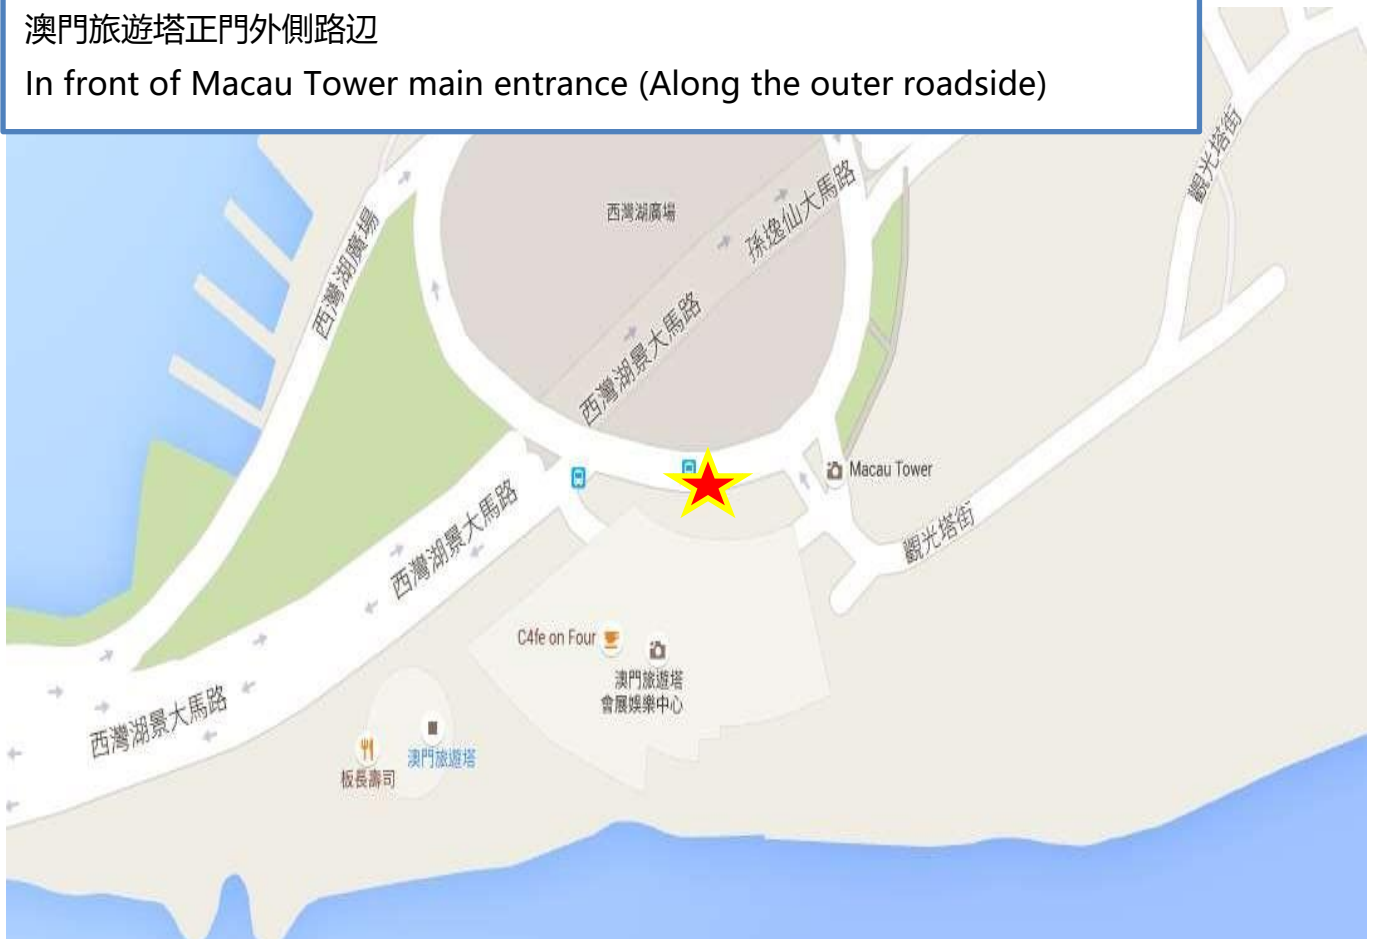 澳門旅遊塔正門外側路辺
In front of Macau Tower main entrance (Along the outer roadside)
觀光塔街
西灣湖廣場
孫逸仙大馬路
西灣湖廣場
西灣湖景大馬路
Macau Tower
西灣湖景大馬路
觀光塔街
C4fe on Four
澳門旅遊塔
會展娛樂中心
西灣湖景大馬路
澳門旅遊塔
板長壽司